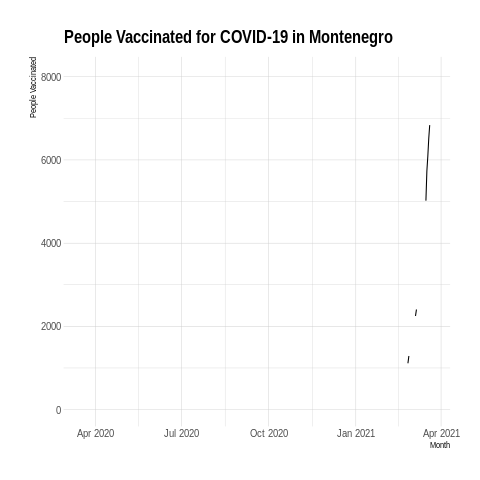 People Vaccinated for COVID-19 in Montenegro
People Vaccinated
8000
6000
4000
2000
0
Apr 2020 Jul 2020 Oct 2020 Jan 2021 Apr 2021
Month